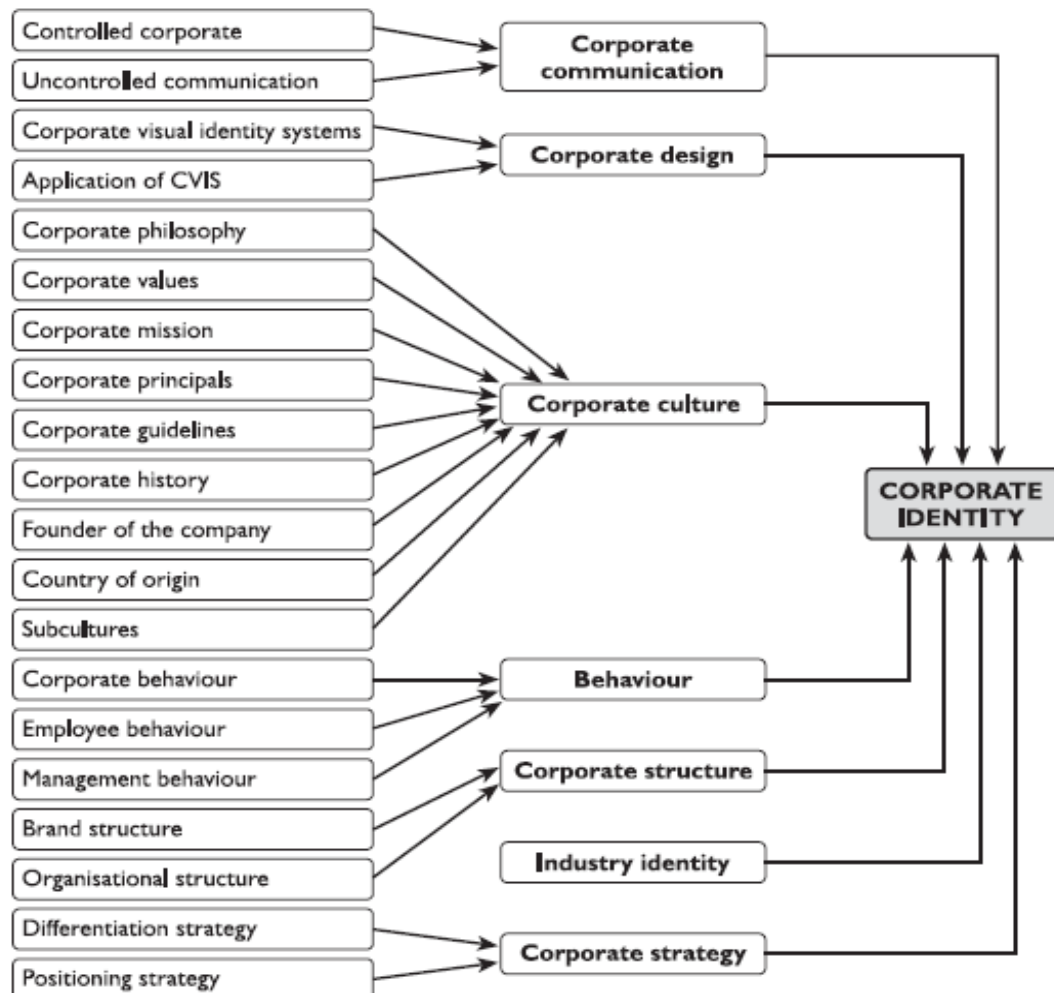 Controlled corporate
Uncontrolled communication
Corporate visual identity systems
Application of CVIS
Corporate philosophy
Corporate values
Corporate mission
Corporate principals
Corporate guidelines
Corporate history
Founder of the company
Country of origin
Subcultures
Corporate behaviour
Employee behaviour
Management behaviour
Brand structure
Organisational structure
Differentiation strategy
Positioning strategy
Corporate
communication
Corporate design
Corporate culture
Behaviour
Corporate structure
Industry identity
Corporate strategy
CORPORATE
IDENTITY